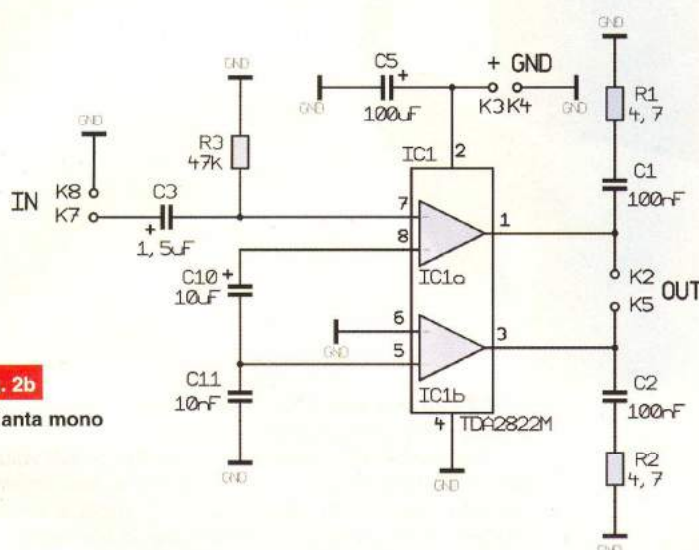 GND
GND
GND
GND
GND
C5
+
100uF
+ GND
K3 K4
GND
R1
4,7
R3
47K
IC1
2
C1
100nF
IN
K8
K7
C3
+
1,5uF
7
8
IC1a
1
K2
K5
OUT
C10
+
10uF
6
GND
5
IC1b
3
C2
100nF
. 2b
anta mono
C11
10nF
4
TDA2822M
R2
4,7
GND
GND
GND